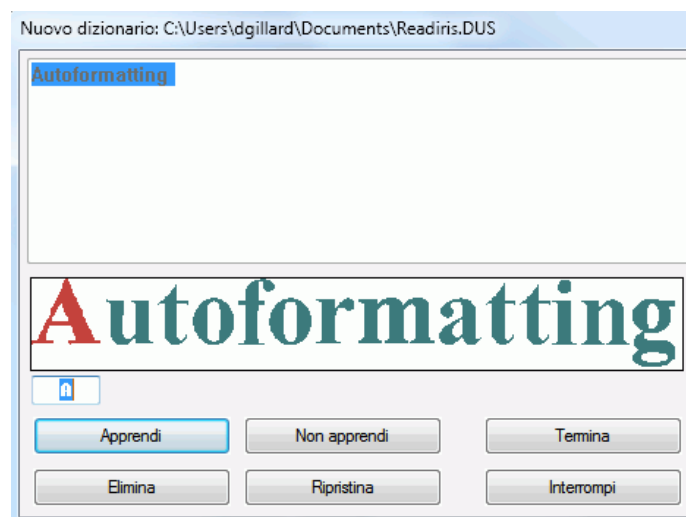 Nuovo dizionario: C:\Users\dgillard\Documents\Readiris.DUS
Autoformatting
Autoformatting
A
Apprendi Non apprendi Termina
Elimina Ripristina Interrompi